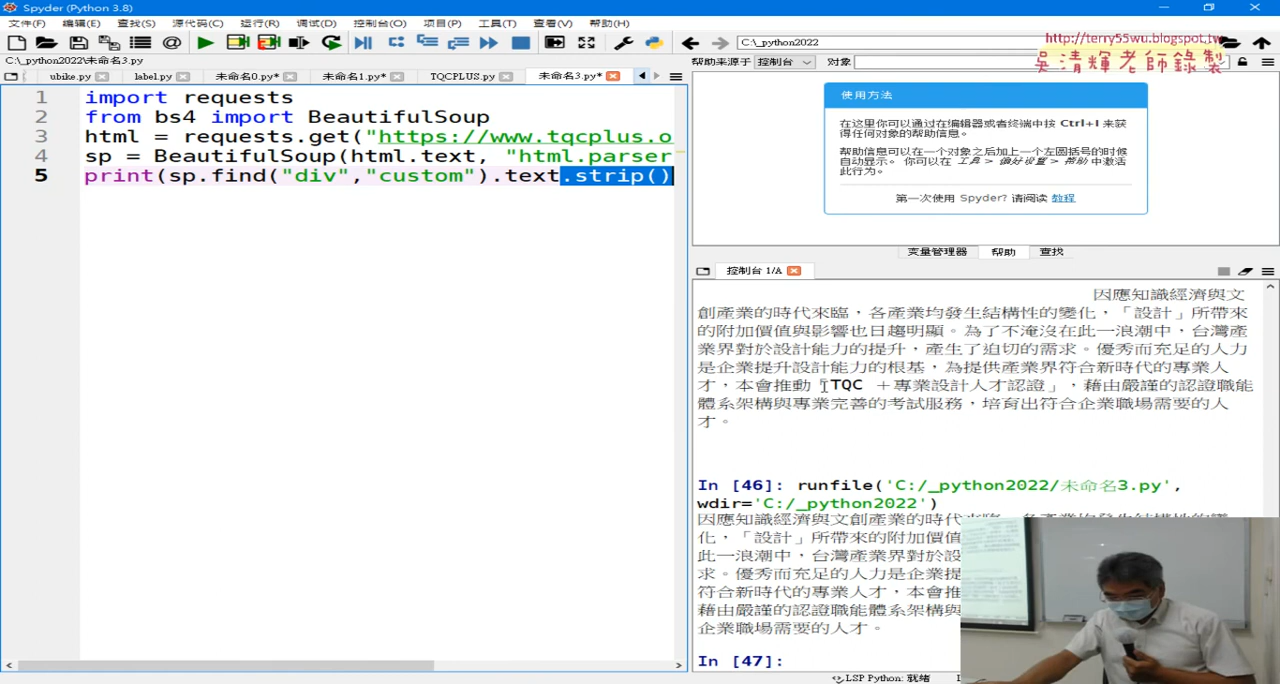 Spyder (Python 3.8)
文件(F) 编辑(E) 查找(S) 源代码(C) 运行(R) 调试(D) 控制台(O) 项目(P) 工具(T) 查看(V) 帮助(H)
C:\_python2022
http://terry55wu.blogspot.tw
吳清輝老師錄製
C:\_python2022\未命名3.py
帮助来源于 控制台 对象
ubike.py label.py 未命名0.py* 未命名1.py* TQCPLUS.py 未命名3.py*
1 import requests
2 from bs4 import BeautifulSoup
3 html = requests.get("https://www.tqcplus.o
4 sp = BeautifulSoup(html.text, "html.parser
5 print(sp.find("div","custom").text.strip()
使用方法
在这里你可以通过在编辑器或者终端中按 Ctrl+I 来获
得任何对象的帮助信息。
帮助信息可以在一个对象之后加上一个左圆括号的时候
自动显示。 你可以在 工具 > 偏好设置 > 帮助 中激活
此行为。
第一次使用 Spyder? 请阅读 教程
变量管理器 帮助 查找
控制台 1/A
因應知識經濟與文
創產業的時代來臨，各產業均發生結構性的變化，「設計」所帶來
的附加價值與影響也日趨明顯。為了不淹沒在此一浪潮中，台灣產
業界對於設計能力的提升，產生了迫切的需求。優秀而充足的人力
是企業提升設計能力的根基，為提供產業界符合新時代的專業人
才，本會推動「TQC ＋專業設計人才認證」，藉由嚴謹的認證職能
體系架構與專業完善的考試服務，培育出符合企業職場需要的人
才。
In [46]: runfile('C:/_python2022/未命名3.py',
wdir='C:/_python2022')
因應知識經濟與文創產業的時代來臨，各產業均發生結構性的變
化，「設計」所帶來的附加價值
此一浪潮中，台灣產業界對於設
求。優秀而充足的人力是企業提
符合新時代的專業人才，本會推
藉由嚴謹的認證職能體系架構與
企業職場需要的人才。
In [47]:
LSP Python: 就绪